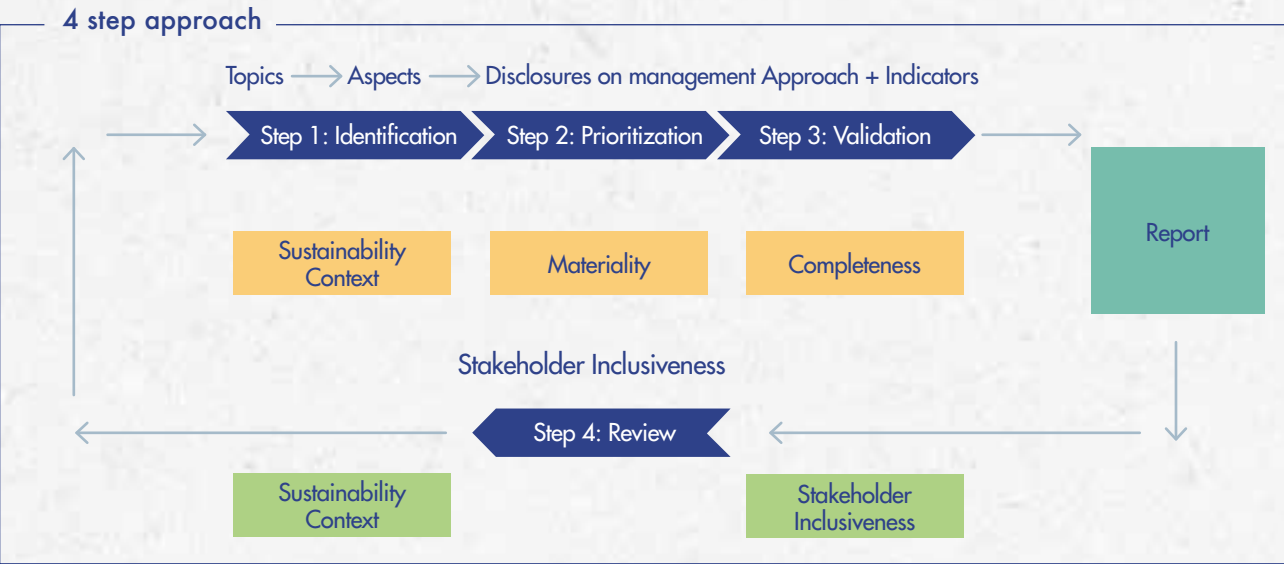 4 step approach
Topics → Aspects → Disclosures on management Approach + Indicators
Step 1: Identification
Step 2: Prioritization
Step 3: Validation
Report
Sustainability
Context
Materiality
Completeness
Stakeholder Inclusiveness
Step 4: Review
Sustainability
Context
Stakeholder
Inclusiveness